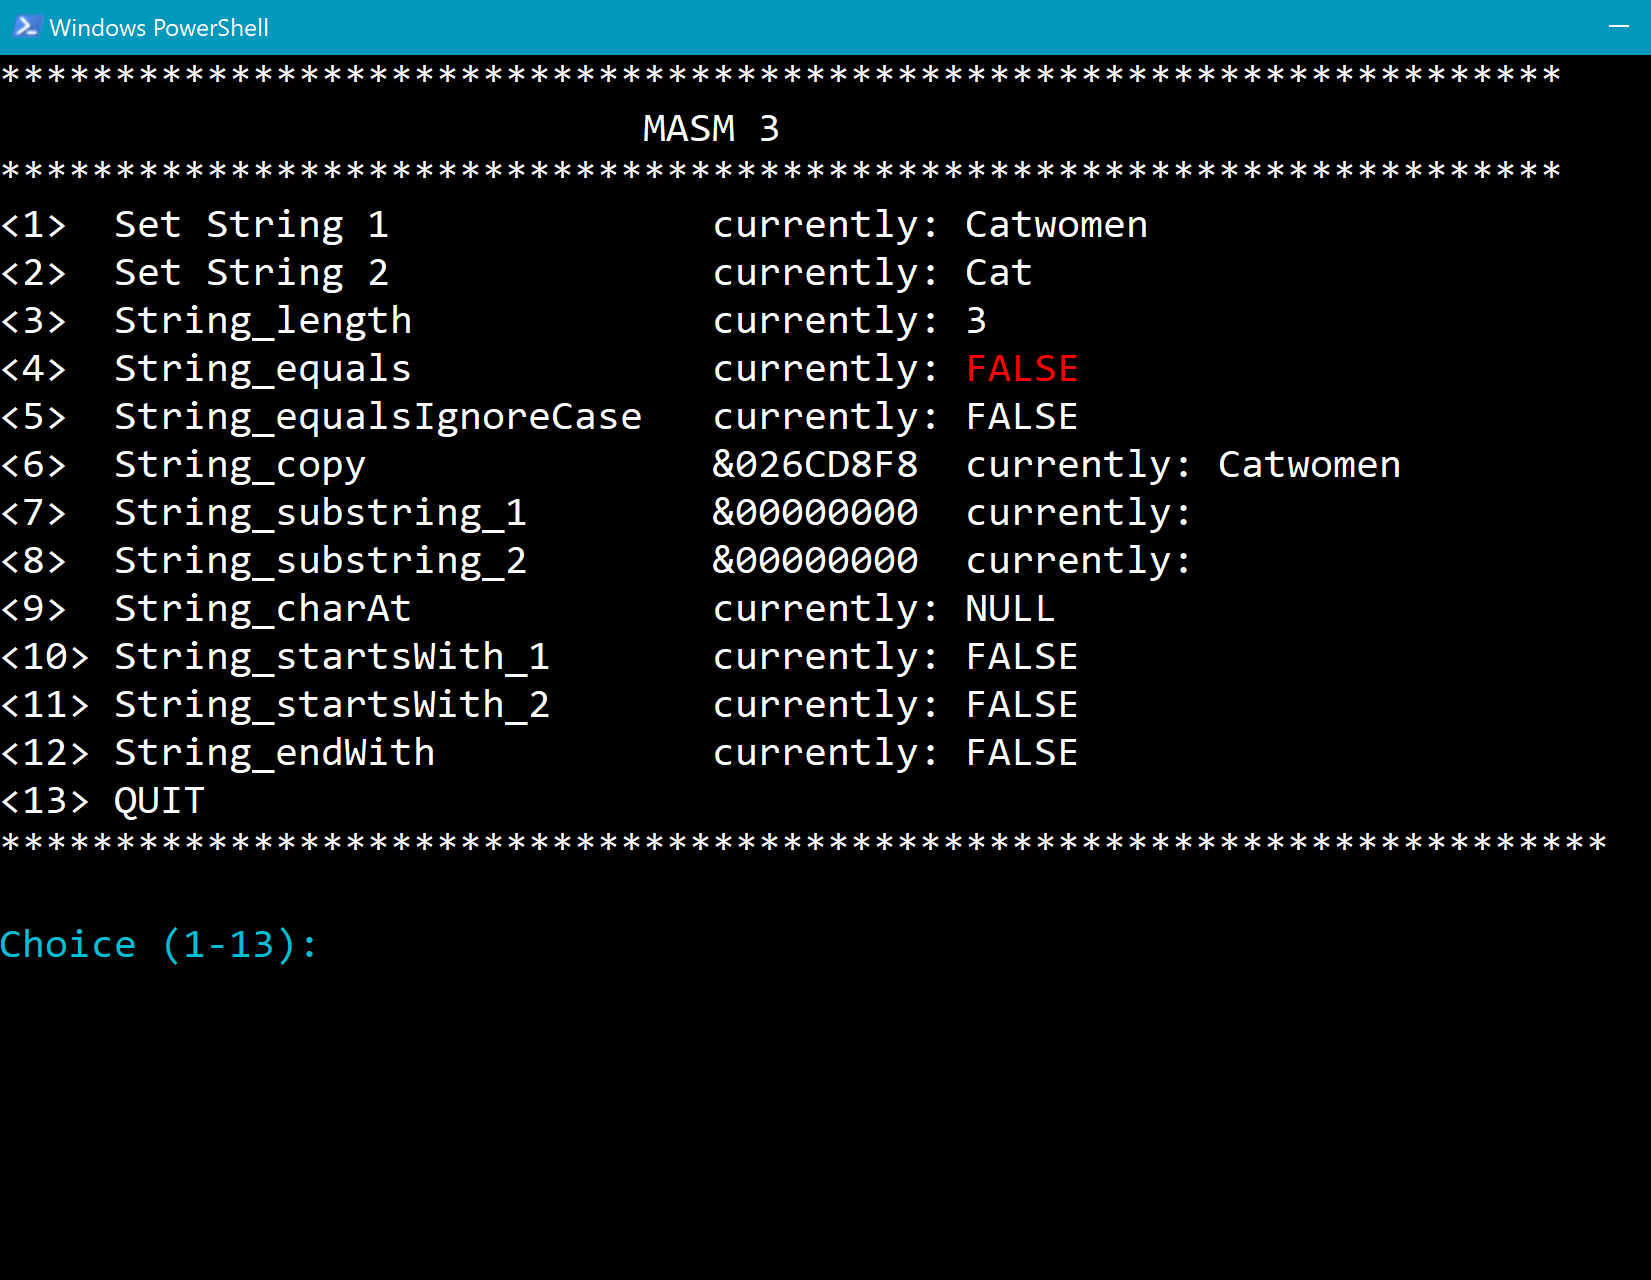 Windows PowerShell
********************************************************************
MASM 3
********************************************************************
<1>  Set String 1              currently: Catwomen
<2>  Set String 2              currently: Cat
<3>  String_length             currently: 3
<4>  String_equals             currently: FALSE
<5>  String_equalsIgnoreCase   currently: FALSE
<6>  String_copy               &026CD8F8  currently: Catwomen
<7>  String_substring_1        &00000000  currently:
<8>  String_substring_2        &00000000  currently:
<9>  String_charAt             currently: NULL
<10> String_startsWith_1       currently: FALSE
<11> String_startsWith_2       currently: FALSE
<12> String_endWith            currently: FALSE
<13> QUIT
**********************************************************************
Choice (1-13):